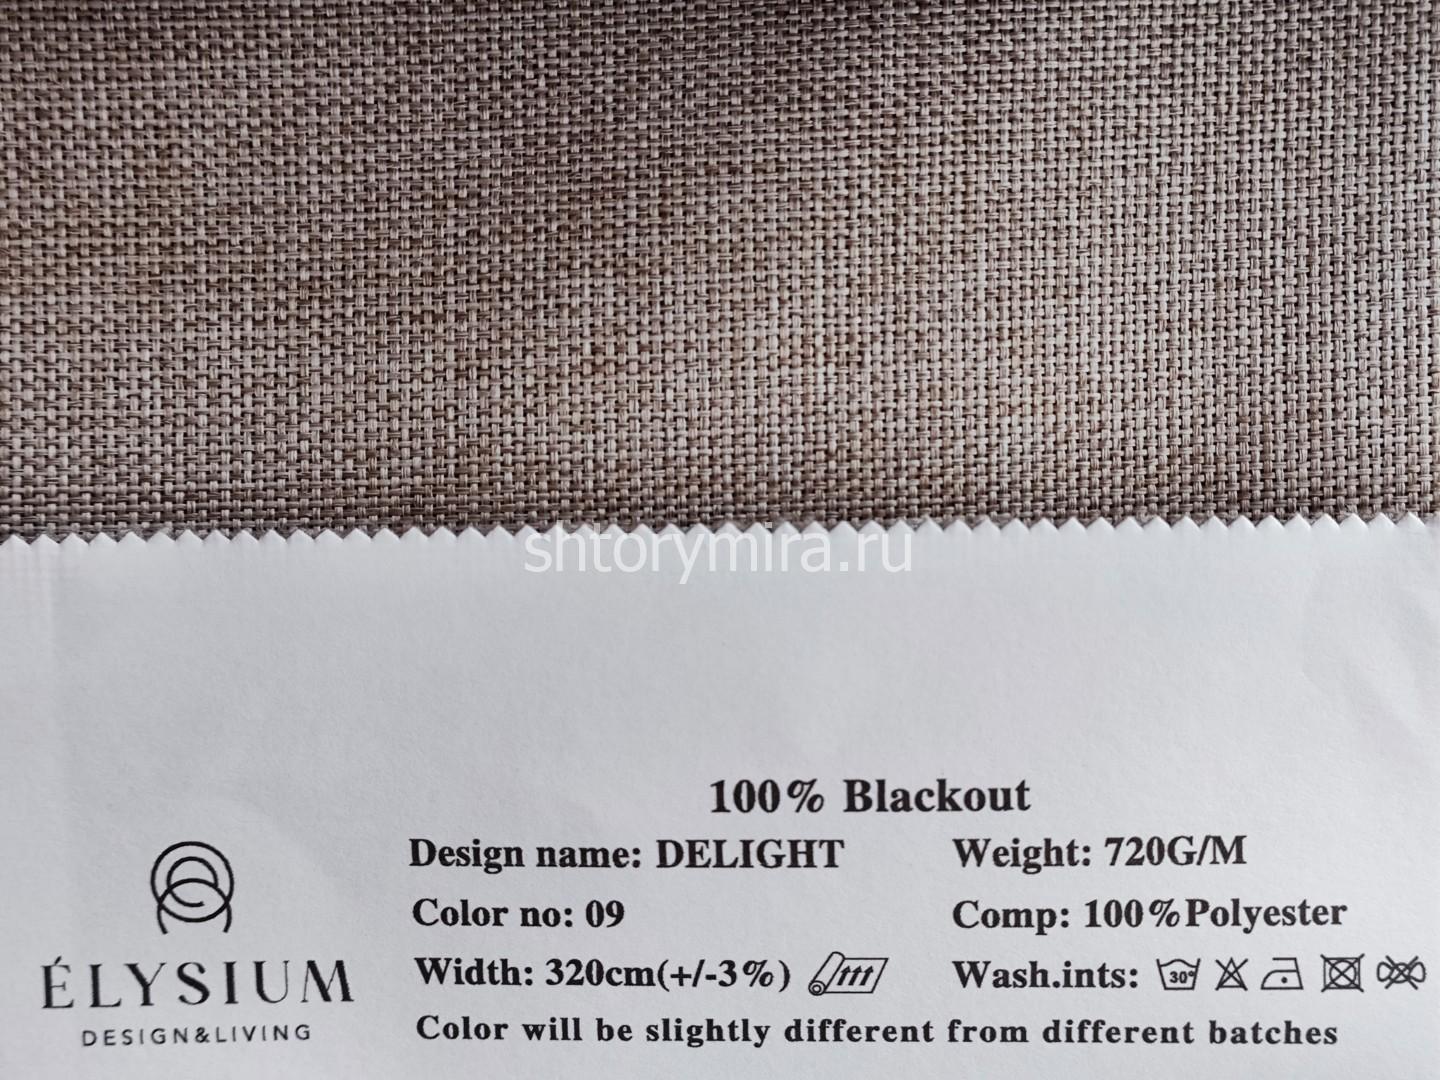 shtorymira.ru
100% Blackout
Design name: DELIGHT
Weight: 720G/M
Color no: 09
Comp: 100%Polyester
Width: 320cm(+/-3%)
Wash.ints: 30°
Color will be slightly different from different batches
ÉLYSIUM
DESIGN&LIVING